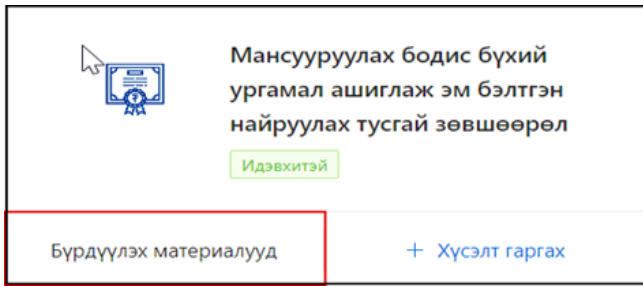 Мансууруулах бодис бүхий
ургамал ашиглаж эм бэлтгэн
найруулах тусгай зөвшөөрөл
Идэвхитэй
Бүрдүүлэх материалууд
+ Хүсэлт гаргах